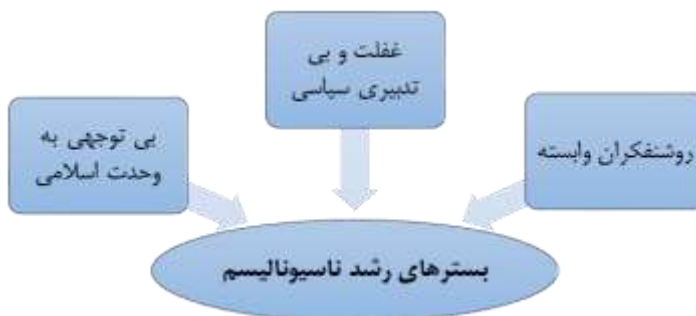 غفلت و بی
تدبیری سیاسی
روشنفکران وابسته
بی توجهی به
وحدت اسلامی
بسترهای رشد ناسیونالیسم